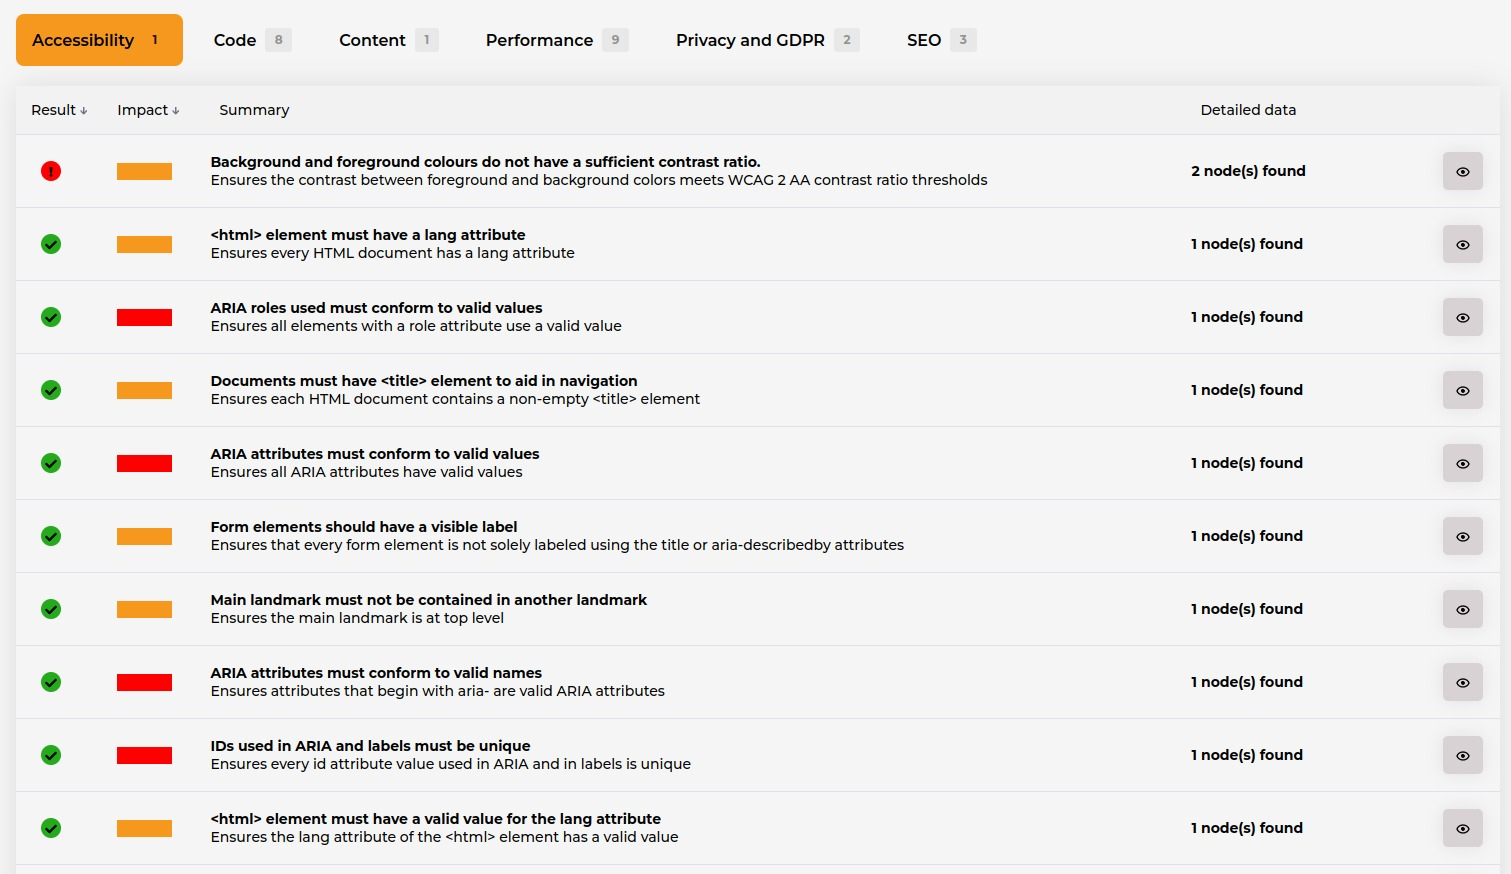 Accessibility 1 Code 8 Content 1 Performance 9 Privacy and GDPR 2 SEO 3
Result ↓ Impact ↓ Summary Detailed data
Background and foreground colours do not have a sufficient contrast ratio.
Ensures the contrast between foreground and background colors meets WCAG 2 AA contrast ratio thresholds
2 node(s) found
<html> element must have a lang attribute
Ensures every HTML document has a lang attribute
1 node(s) found
ARIA roles used must conform to valid values
Ensures all elements with a role attribute use a valid value
1 node(s) found
Documents must have <title> element to aid in navigation
Ensures each HTML document contains a non-empty <title> element
1 node(s) found
ARIA attributes must conform to valid values
Ensures all ARIA attributes have valid values
1 node(s) found
Form elements should have a visible label
Ensures that every form element is not solely labeled using the title or aria-describedby attributes
1 node(s) found
Main landmark must not be contained in another landmark
Ensures the main landmark is at top level
1 node(s) found
ARIA attributes must conform to valid names
Ensures attributes that begin with aria- are valid ARIA attributes
1 node(s) found
IDs used in ARIA and labels must be unique
Ensures every id attribute value used in ARIA and in labels is unique
1 node(s) found
<html> element must have a valid value for the lang attribute
Ensures the lang attribute of the <html> element has a valid value
1 node(s) found